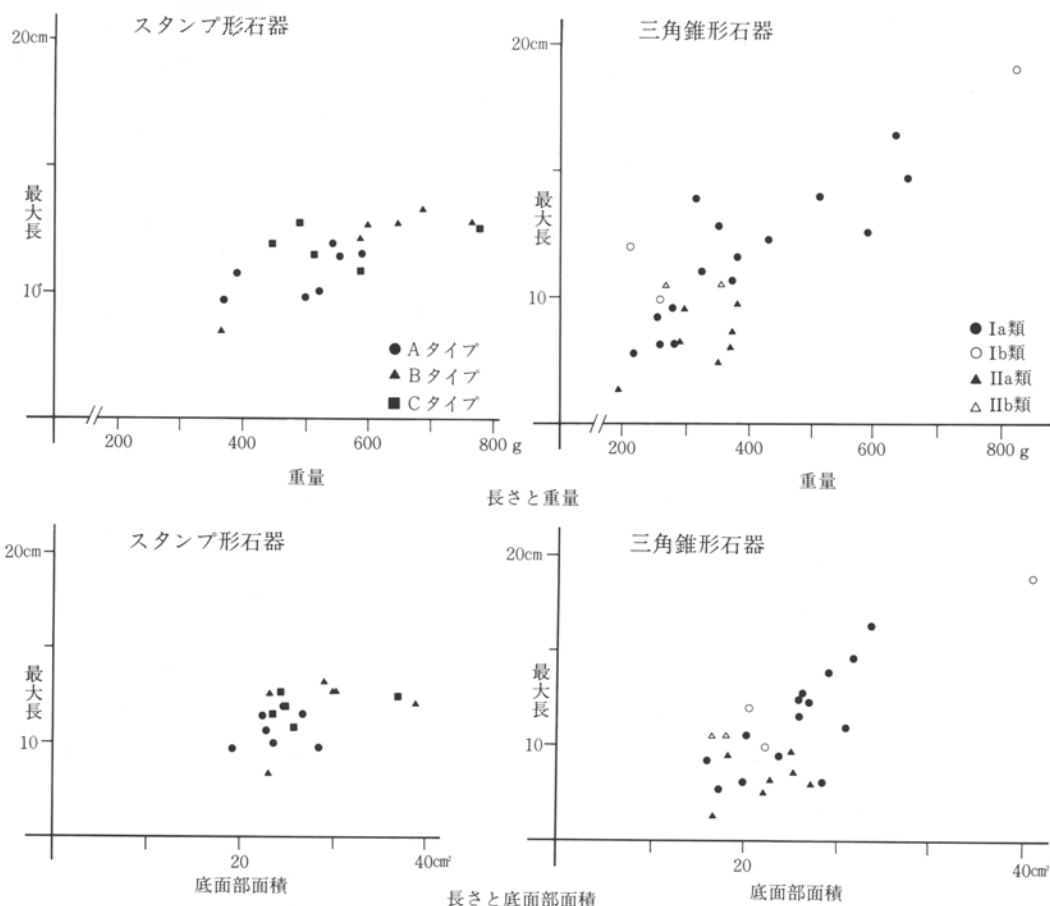 スタンプ形石器
20cm
最大長
10
● Aタイプ
▲ Bタイプ
■ Cタイプ
200 400 600 800 g
重量
三角錐形石器
20cm
最大長
10
● Ia類
○ Ib類
▲ IIa類
△ IIb類
200 400 600 800 g
重量
長さと重量
スタンプ形石器
20cm
最大長
10
20 40cm²
底面部面積
三角錐形石器
20cm
最大長
10
20 40cm²
底面部面積
長さと底面部面積